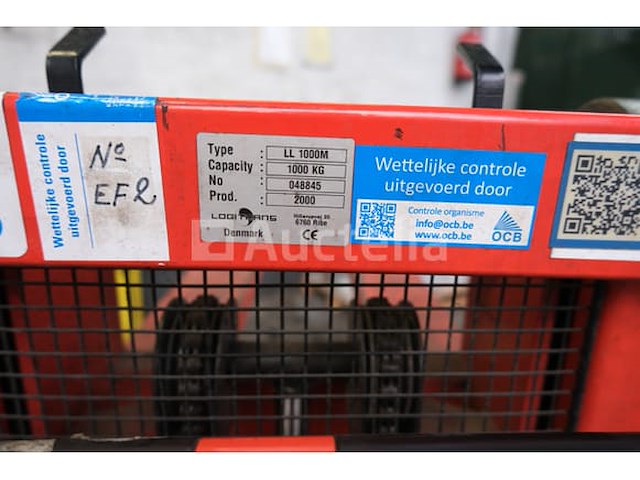 Wettelijke controle
uitgevoerd door
Nº
EF2
Type LL 1000M
Capacity : 1000 KG
No : 048845
Prod. : 2000
LOGITRANS
6760 Ribe
Denmark CE
Wettelijke controle
uitgevoerd door
Controle organisme
info@ocb.be
www.ocb.be
OCB
Auctelia